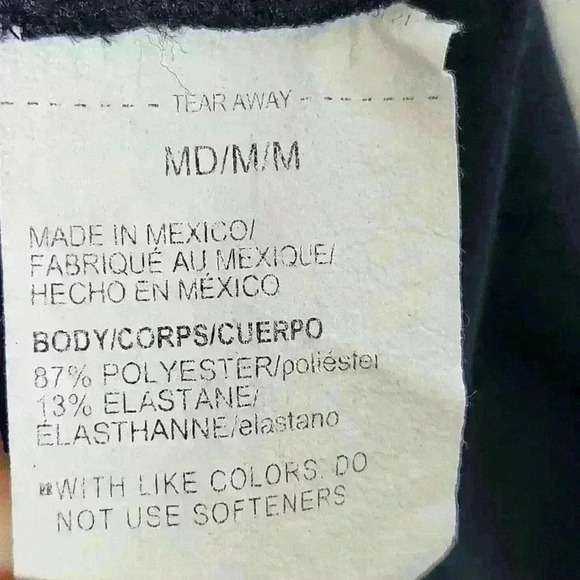 TEAR AWAY
MD/M/M
MADE IN MEXICO/
FABRIQUÉ AU MEXIQUE/
HECHO EN MÉXICO
BODY/CORPS/CUERPO
87% POLYESTER/poliéster
13% ELASTANE/
ÉLASTHANNE/elastano
WITH LIKE COLORS. DO
NOT USE SOFTENERS